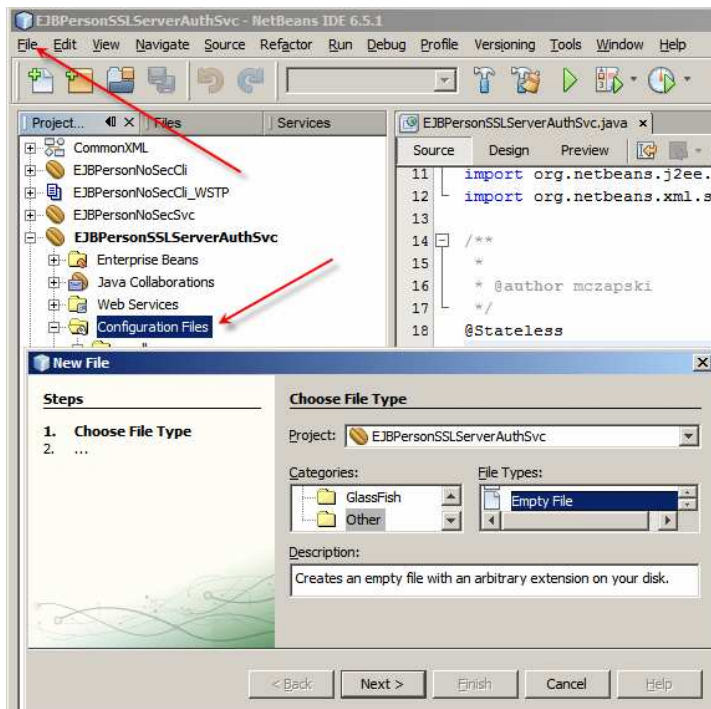 EJBPersonSSLServerAuthSvc - NetBeans IDE 6.5.1
File Edit View Navigate Source Refactor Run Debug Profile Versioning Tools Window Help
Project... Files Services
EJBPersonSSLServerAuthSvc.java x
CommonXML
EJBPersonNoSecCli
EJBPersonNoSecCli_WSTP
EJBPersonNoSecSvc
EJBPersonSSLServerAuthSvc
Enterprise Beans
Java Collaborations
Web Services
Configuration Files
Source Design Preview
11 import org.netbeans.j2ee.
12 import org.netbeans.xml.s
13
14 /**
15 *
16 * @author mczapski
17 */
18 @Stateless
New File
Steps
1. Choose File Type
2. ...
Choose File Type
Project: EJBPersonSSLServerAuthSvc
Categories:
GlassFish
Other
File Types:
Empty File
Description:
Creates an empty file with an arbitrary extension on your disk.
< Back Next > Finish Cancel Help